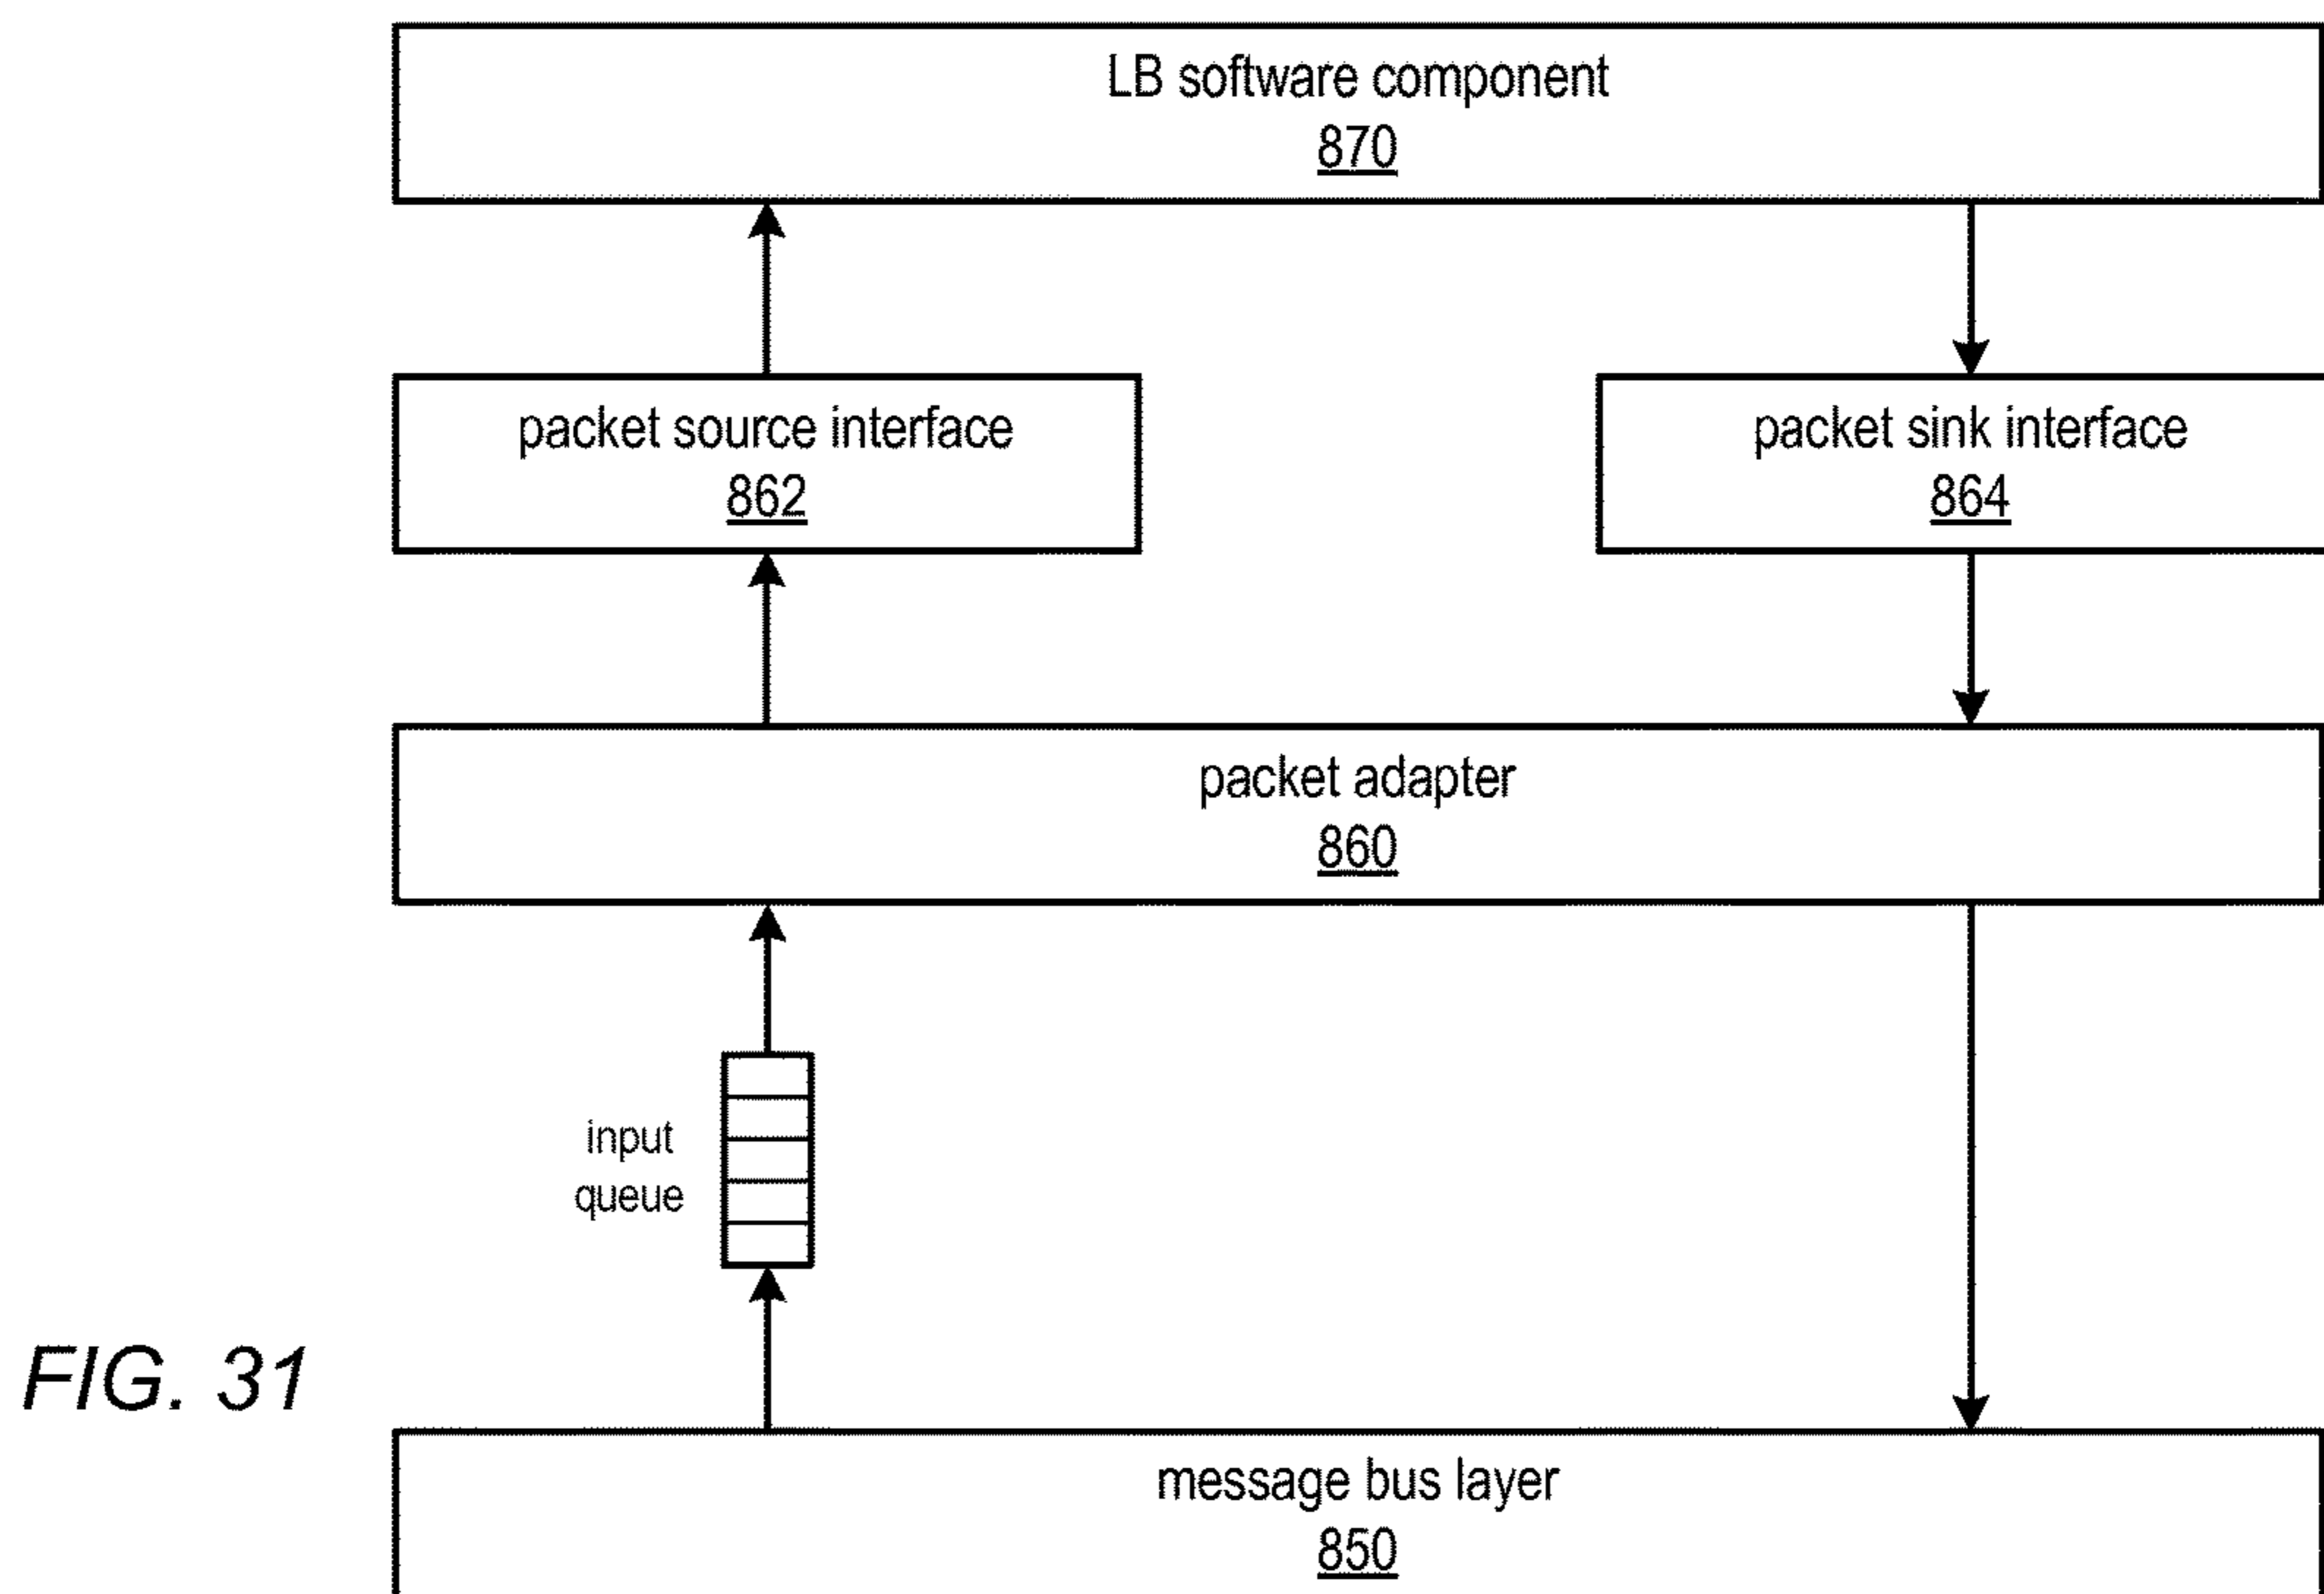 LB software component
870
packet source interface
862
packet sink interface
864
packet adapter
860
input
queue
FIG. 31
message bus layer
850